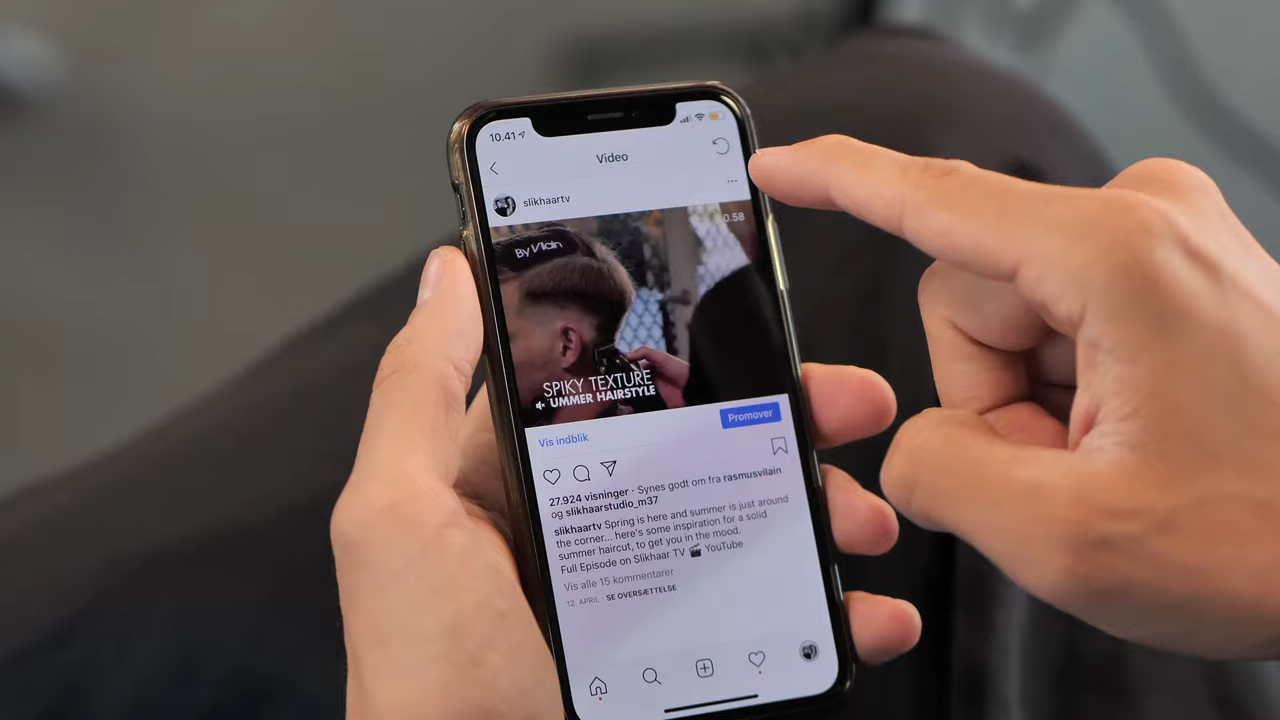 10.41
Video
slikhaartv
0.58
By Vilain
SPIKY TEXTURE
UMMER HAIRSTYLE
Vis indblik
Promover
27.924 visninger · Synes godt om fra rasmusvilain
og slikhaarstudio_m37
slikhaartv Spring is here and summer is just around
the corner... here's some inspiration for a solid
summer haircut, to get you in the mood.
Full Episode on Slikhaar TV 🎬 YouTube
Vis alle 15 kommentarer
12. APRIL · SE OVERSÆTTELSE